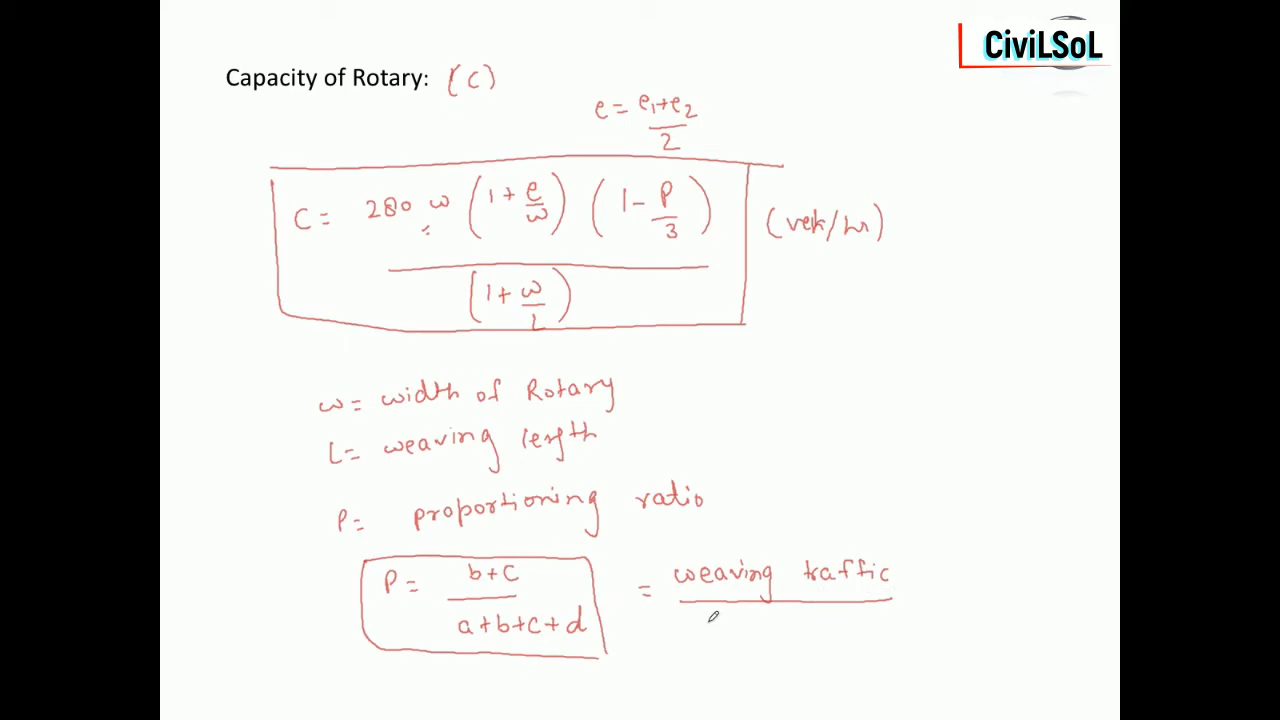 CiviLSoL
Capacity of Rotary: (C)
e = e₁+e₂/2
C = 280 w (1 + e/w) (1 - P/3) / (1 + w/L) (veh/hr)
w = width of Rotary
L = weaving length
P = proportioning ratio
P = b+c / a+b+c+d = weaving traffic